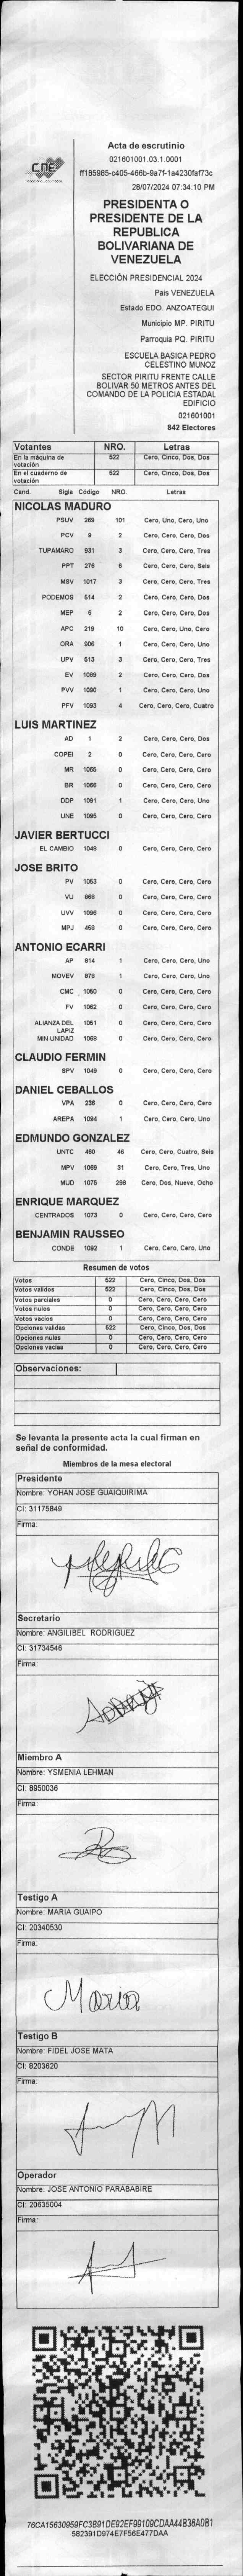 CNE
Acta de escrutinio
021601001.03.1.0001
ff185985-c405-466b-9a7f-1a4230faf73c
28/07/2024 07:34:10 PM
PRESIDENTA O
PRESIDENTE DE LA
REPUBLICA
BOLIVARIANA DE
VENEZUELA
ELECCIÓN PRESIDENCIAL 2024
Pais VENEZUELA
Estado EDO. ANZOATEGUI
Municipio MP. PIRITU
Parroquia PQ. PIRITU
ESCUELA BASICA PEDRO
CELESTINO MUNOZ
SECTOR PIRITU FRENTE CALLE
BOLIVAR 50 METROS ANTES DEL
COMANDO DE LA POLICIA ESTADAL
EDIFICIO
021601001
842 Electores
Votantes NRO. Letras
En la máquina de votación 522 Cero, Cinco, Dos, Dos
En el cuaderno de votación 522 Cero, Cinco, Dos, Dos
Cand. Sigla Código NRO. Letras
NICOLAS MADURO
PSUV 269 101 Cero, Uno, Cero, Uno
PCV 9 2 Cero, Cero, Cero, Dos
TUPAMARO 931 3 Cero, Cero, Cero, Tres
PPT 276 6 Cero, Cero, Cero, Seis
MSV 1017 3 Cero, Cero, Cero, Tres
PODEMOS 514 2 Cero, Cero, Cero, Dos
MEP 6 2 Cero, Cero, Cero, Dos
APC 219 10 Cero, Cero, Uno, Cero
ORA 906 1 Cero, Cero, Cero, Uno
UPV 513 3 Cero, Cero, Cero, Tres
EV 1089 2 Cero, Cero, Cero, Dos
PVV 1090 1 Cero, Cero, Cero, Uno
PFV 1093 4 Cero, Cero, Cero, Cuatro
LUIS MARTINEZ
AD 1 2 Cero, Cero, Cero, Dos
COPEI 2 0 Cero, Cero, Cero, Cero
MR 1065 0 Cero, Cero, Cero, Cero
BR 1066 0 Cero, Cero, Cero, Cero
DDP 1091 1 Cero, Cero, Cero, Uno
UNE 1095 0 Cero, Cero, Cero, Cero
JAVIER BERTUCCI
EL CAMBIO 1048 0 Cero, Cero, Cero, Cero
JOSE BRITO
PV 1053 0 Cero, Cero, Cero, Cero
VU 868 0 Cero, Cero, Cero, Cero
UVV 1096 0 Cero, Cero, Cero, Cero
MPJ 459 0 Cero, Cero, Cero, Cero
ANTONIO ECARRI
AP 814 1 Cero, Cero, Cero, Uno
MOVEV 878 1 Cero, Cero, Cero, Uno
CMC 1050 0 Cero, Cero, Cero, Cero
FV 1062 0 Cero, Cero, Cero, Cero
ALIANZA DEL LAPIZ 1051 0 Cero, Cero, Cero, Cero
MIN UNIDAD 1068 0 Cero, Cero, Cero, Cero
CLAUDIO FERMIN
SPV 1049 0 Cero, Cero, Cero, Cero
DANIEL CEBALLOS
VPA 236 0 Cero, Cero, Cero, Cero
AREPA 1094 1 Cero, Cero, Cero, Uno
EDMUNDO GONZALEZ
UNTC 460 46 Cero, Cero, Cuatro, Seis
MPV 1069 31 Cero, Cero, Tres, Uno
MUD 1076 298 Cero, Dos, Nueve, Ocho
ENRIQUE MARQUEZ
CENTRADOS 1073 0 Cero, Cero, Cero, Cero
BENJAMIN RAUSSEO
CONDE 1092 1 Cero, Cero, Cero, Uno
Resumen de votos
Votos 522 Cero, Cinco, Dos, Dos
Votos validos 522 Cero, Cinco, Dos, Dos
Votos parciales 0 Cero, Cero, Cero, Cero
Votos nulos 0 Cero, Cero, Cero, Cero
Votos vacios 0 Cero, Cero, Cero, Cero
Opciones validas 522 Cero, Cinco, Dos, Dos
Opciones nulas 0 Cero, Cero, Cero, Cero
Opciones vacias 0 Cero, Cero, Cero, Cero
Observaciones:
Se levanta la presente acta la cual firman en
señal de conformidad.
Miembros de la mesa electoral
Presidente
Nombre: YOHAN JOSE GUAIQUIRIMA
CI: 31175849
Firma:
Secretario
Nombre: ANGILIBEL RODRIGUEZ
CI: 31734546
Firma:
Miembro A
Nombre: YSMENIA LEHMAN
CI: 8950036
Firma:
Testigo A
Nombre: MARIA GUAIPO
CI: 20340530
Firma:
Maria
Testigo B
Nombre: FIDEL JOSE MATA
CI: 8203620
Firma:
Operador
Nombre: JOSE ANTONIO PARABABIRE
CI: 20635004
Firma:
76CA15630959FC3B91DE92EF99109CDAA44B36A0B1
582391D974E7F56E477DAA